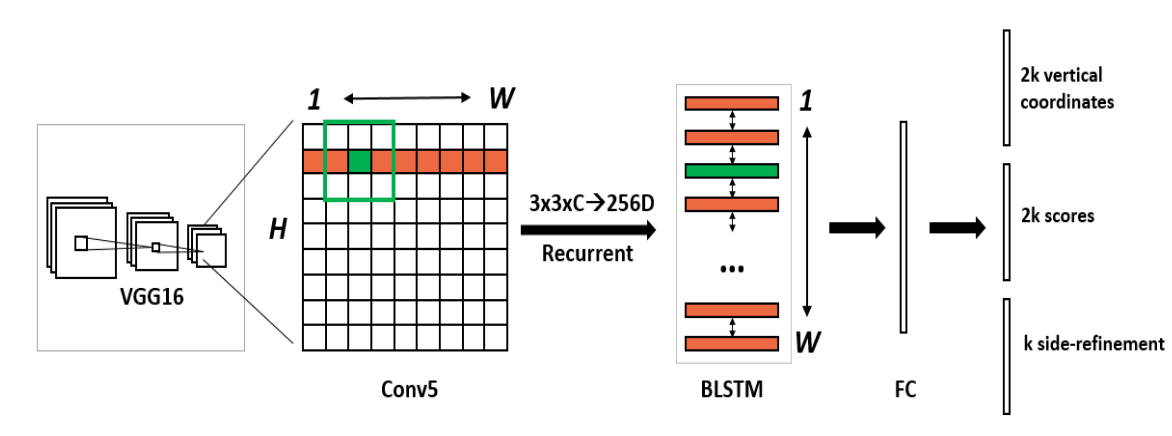 1
W
H
VGG16
Conv5
3x3xC→256D
Recurrent
1
...
W
BLSTM
FC
2k vertical
coordinates
2k scores
k side-refinement